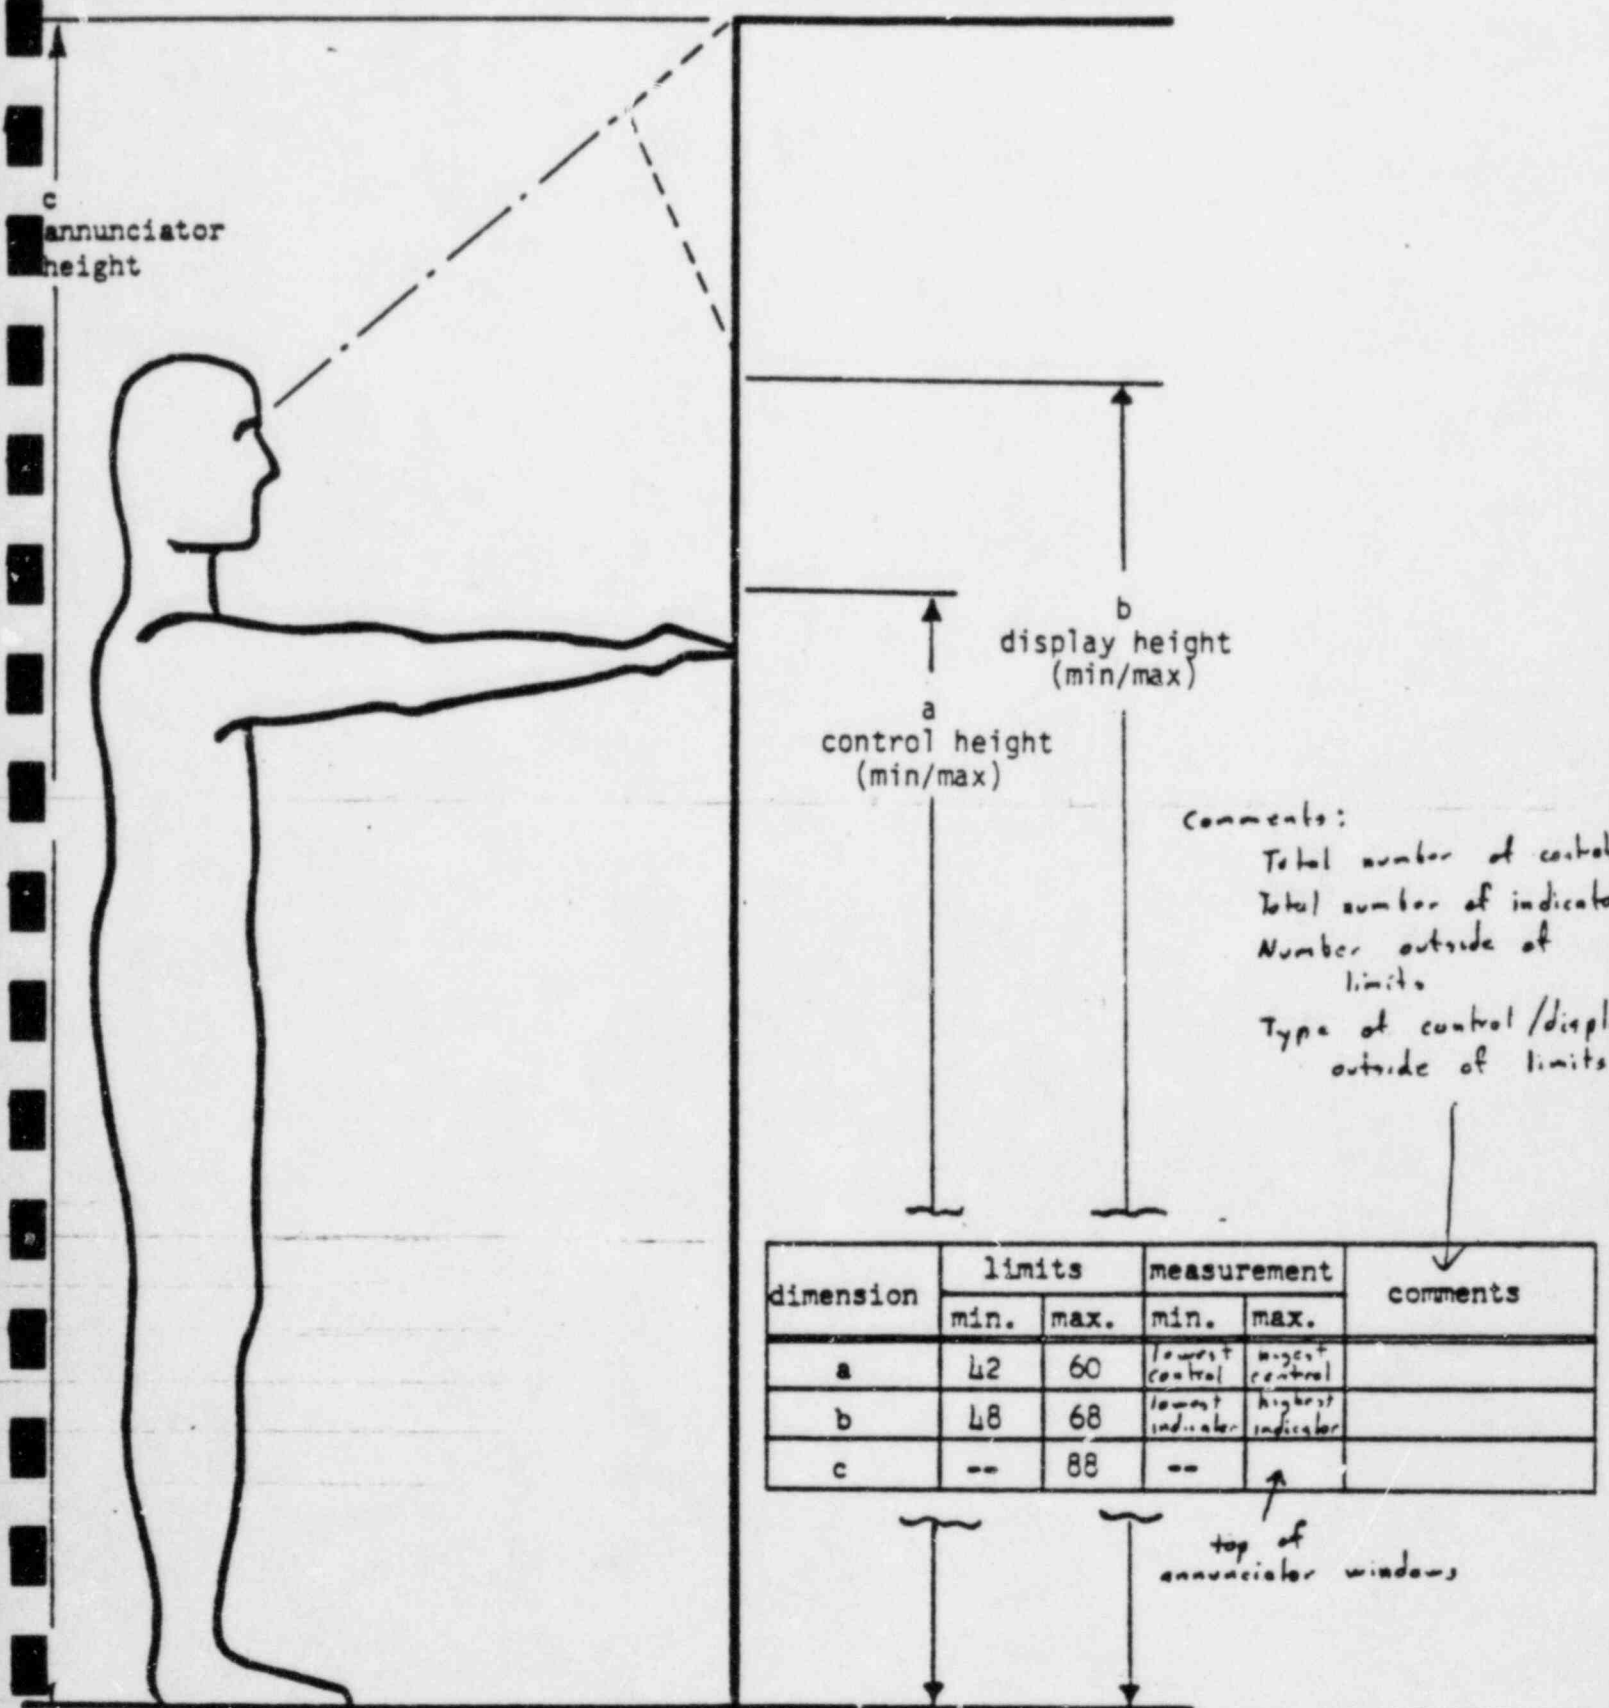 c
annunciator
height
b
display height
(min/max)
a
control height
(min/max)
Comments:
Total number of control
Total number of indicato
Number outside of
limits
Type of control/displ
outside of limits
dimension limits measurement comments
min. max. min. max.
a 42 60 lowest control higest control
b 48 68 lowest indicator highest indicator
c -- 88 --
top of
annunciator windows